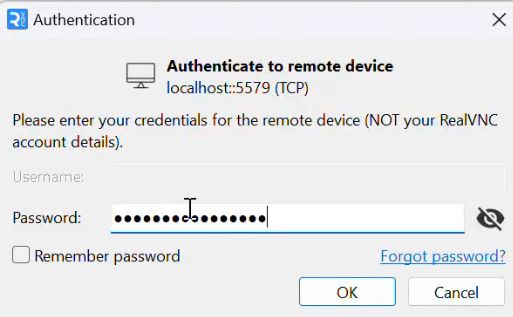 Authentication
Authenticate to remote device
localhost::5579 (TCP)
Please enter your credentials for the remote device (NOT your RealVNC
account details).
Username:
Password: ••••••••••••••••
Remember password
Forgot password?
OK
Cancel